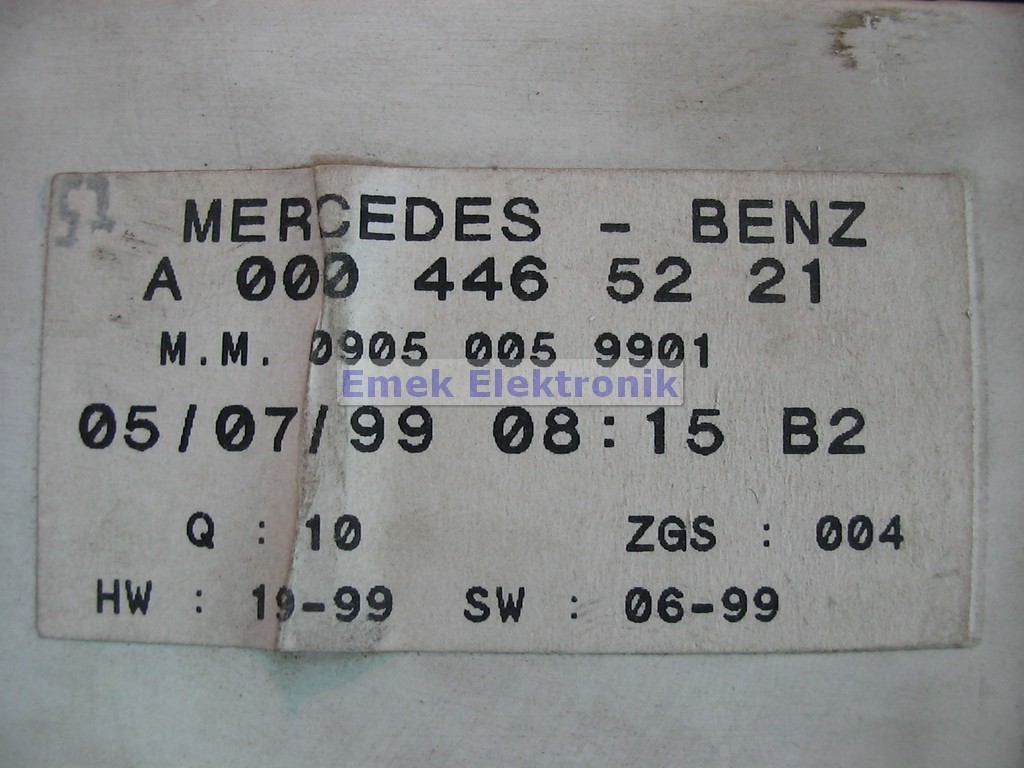 MERCEDES - BENZ
A 000 446 52 21
M.M. 0905 005 9901
Emek Elektronik
05/07/99 08:15 B2
Q : 10 ZGS : 004
HW : 19-99 SW : 06-99